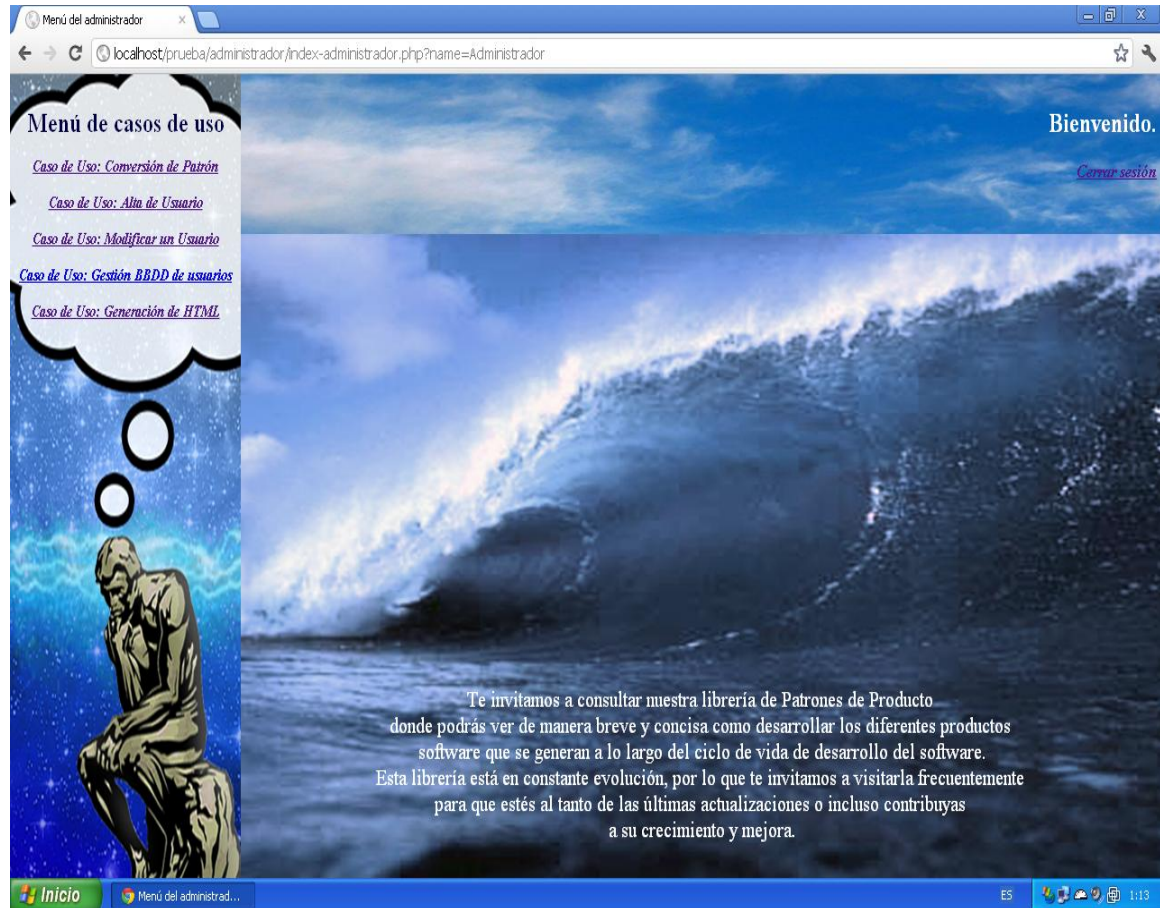 Menú del administrador
localhost/prueba/administrador/index-administrador.php?name=Administrador
Menú de casos de uso
Caso de Uso: Conversión de Patrón
Caso de Uso: Alta de Usuario
Caso de Uso: Modificar un Usuario
Caso de Uso: Gestión BBDD de usuarios
Caso de Uso: Generación de HTML
Bienvenido.
Cerrar sesión
Te invitamos a consultar nuestra librería de Patrones de Producto
donde podrás ver de manera breve y concisa como desarrollar los diferentes productos
software que se generan a lo largo del ciclo de vida de desarrollo del software.
Esta librería está en constante evolución, por lo que te invitamos a visitarla frecuentemente
para que estés al tanto de las últimas actualizaciones o incluso contribuyas
a su crecimiento y mejora.
Inicio
Menú del administrad...
ES
1:13